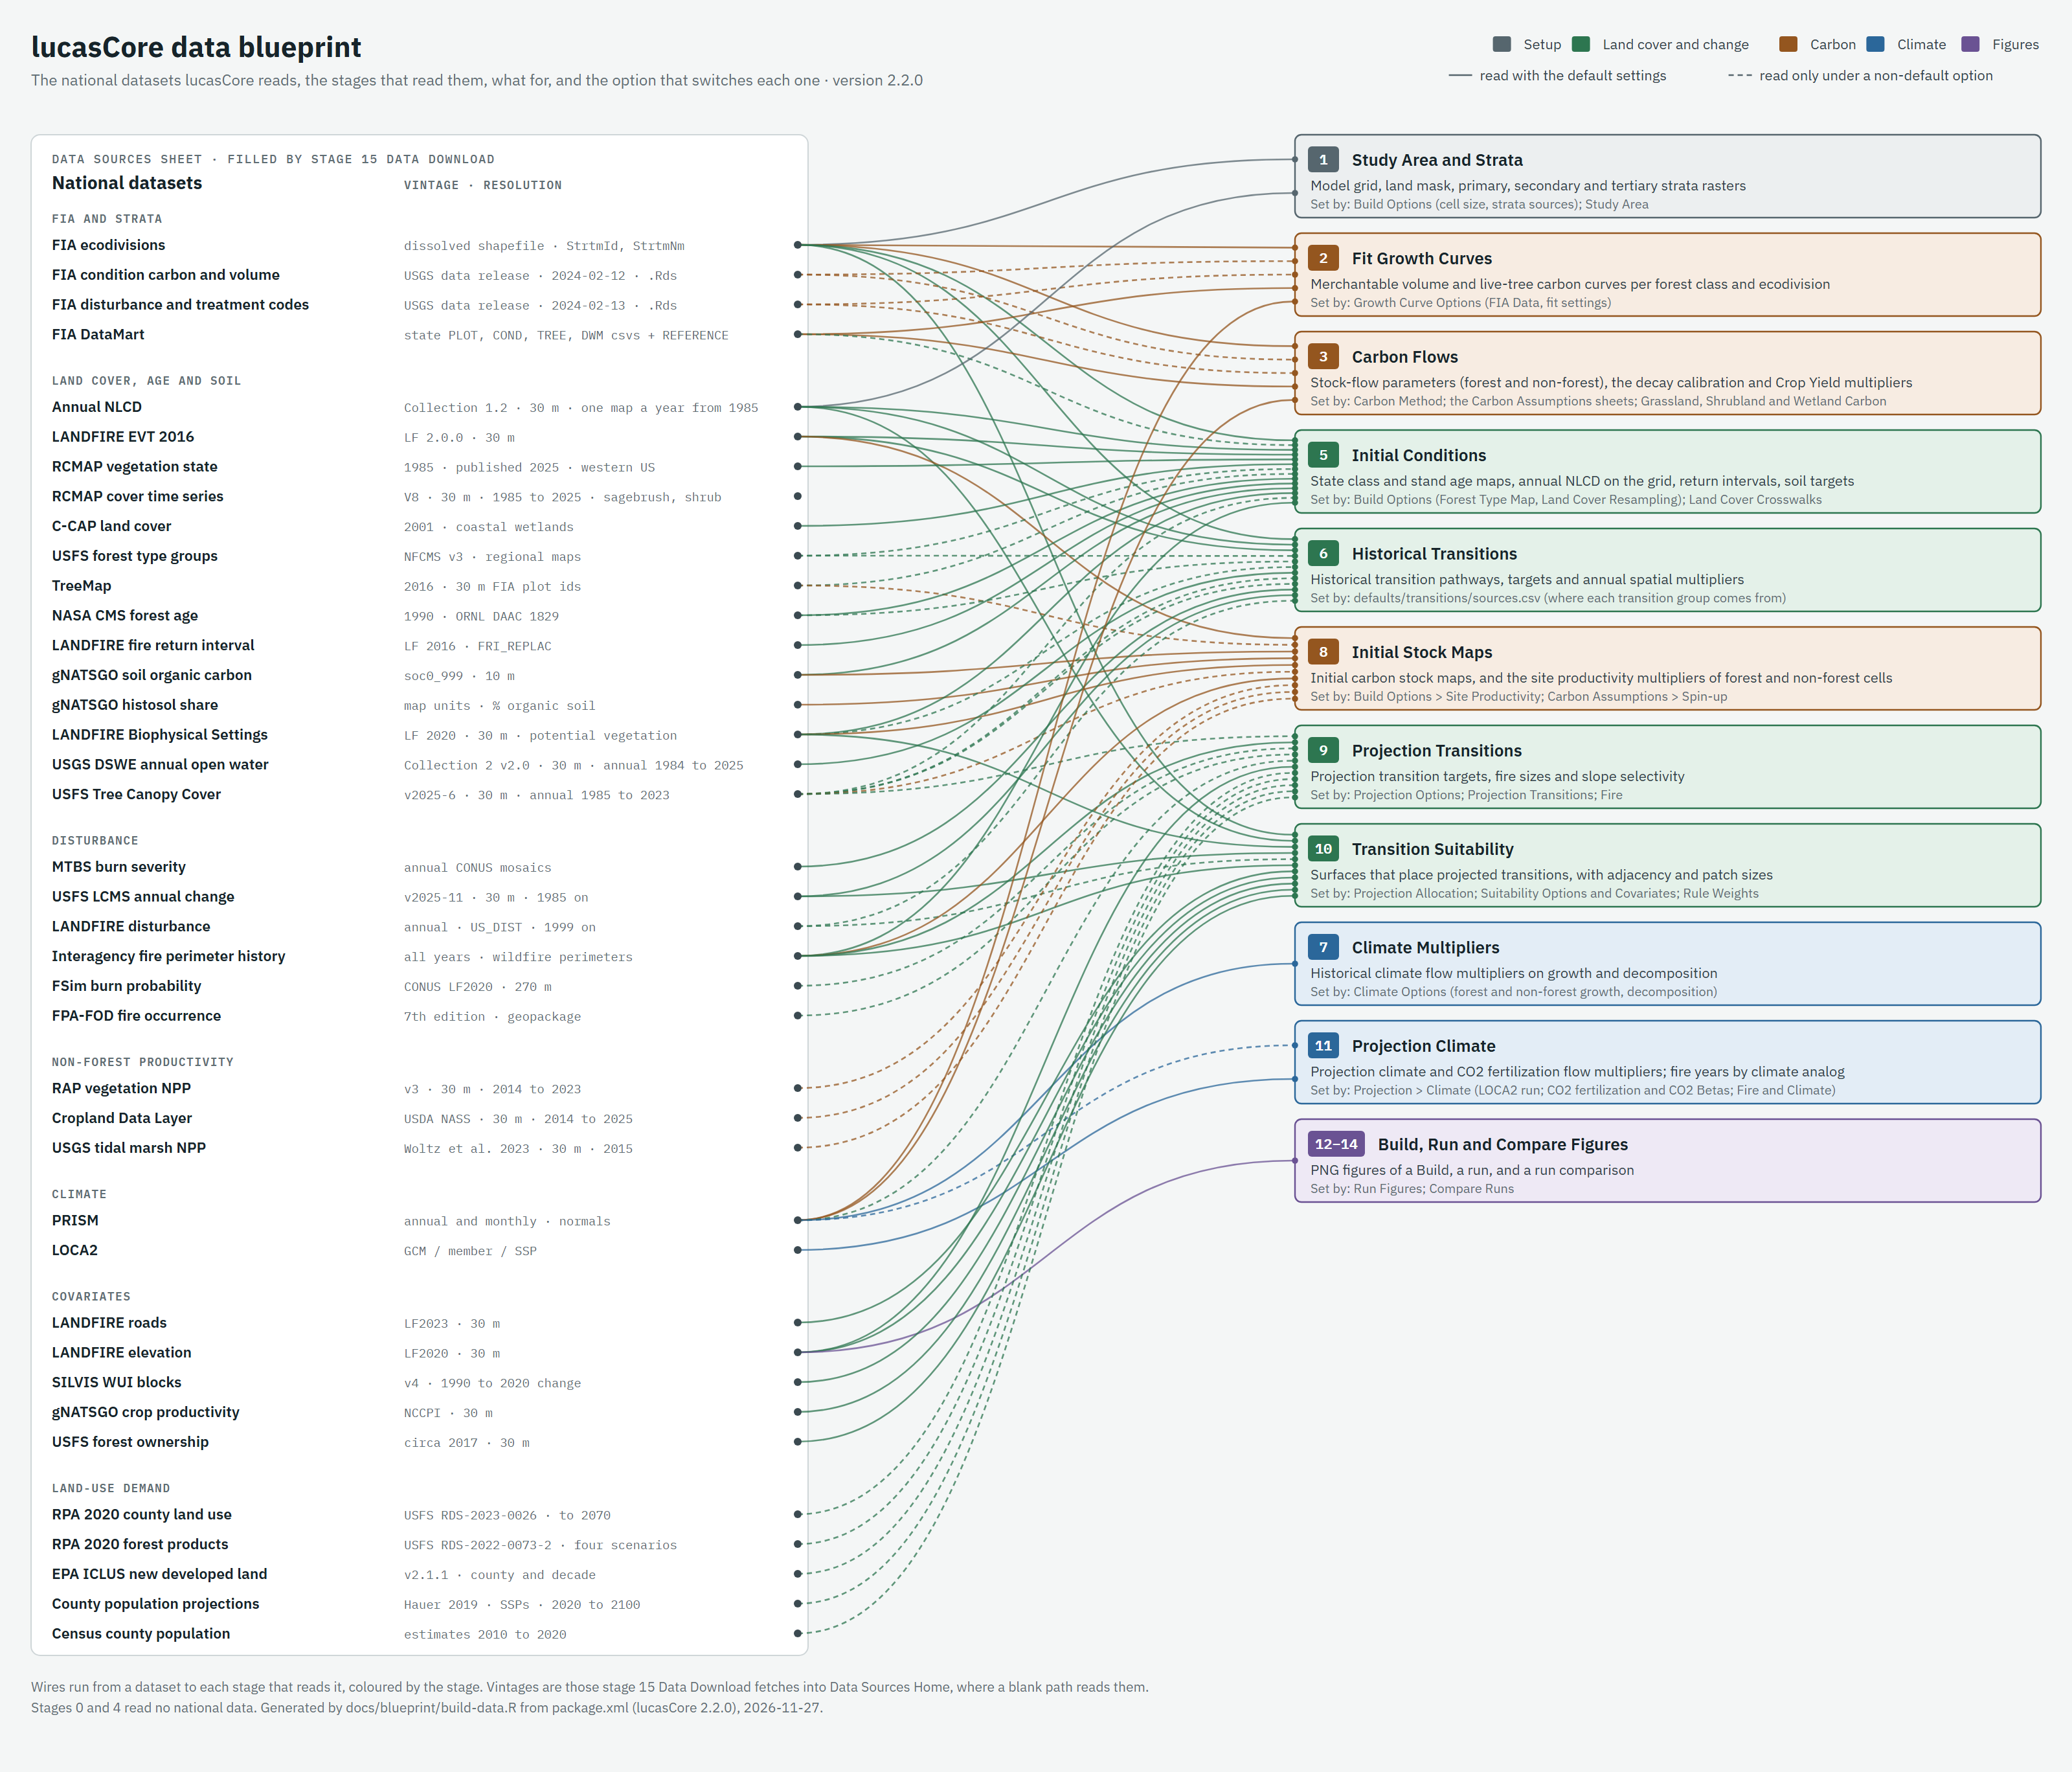 lucasCore data blueprint
The national datasets lucasCore reads, the stages that read them, what for, and the option that switches each one · version 2.2.0
Setup
Land cover and change
Carbon
Climate
Figures
read with the default settings
read only under a non-default option
DATA SOURCES SHEET · FILLED BY STAGE 15 DATA DOWNLOAD
National datasets VINTAGE · RESOLUTION
FIA AND STRATA
FIA ecodivisions dissolved shapefile · StrtmId, StrtmNm
FIA condition carbon and volume USGS data release · 2024-02-12 · .Rds
FIA disturbance and treatment codes USGS data release · 2024-02-13 · .Rds
FIA DataMart state PLOT, COND, TREE, DWM csvs + REFERENCE
LAND COVER, AGE AND SOIL
Annual NLCD Collection 1.2 · 30 m · one map a year from 1985
LANDFIRE EVT 2016 LF 2.0.0 · 30 m
RCMAP vegetation state 1985 · published 2025 · western US
RCMAP cover time series V8 · 30 m · 1985 to 2025 · sagebrush, shrub
C-CAP land cover 2001 · coastal wetlands
USFS forest type groups NFCMS v3 · regional maps
TreeMap 2016 · 30 m FIA plot ids
NASA CMS forest age 1990 · ORNL DAAC 1829
LANDFIRE fire return interval LF 2016 · FRI_REPLAC
gNATSGO soil organic carbon soc0_999 · 10 m
gNATSGO histosol share map units · % organic soil
LANDFIRE Biophysical Settings LF 2020 · 30 m · potential vegetation
USGS DSWE annual open water Collection 2 v2.0 · 30 m · annual 1984 to 2025
USFS Tree Canopy Cover v2025-6 · 30 m · annual 1985 to 2023
DISTURBANCE
MTBS burn severity annual CONUS mosaics
USFS LCMS annual change v2025-11 · 30 m · 1985 on
LANDFIRE disturbance annual · US_DIST · 1999 on
Interagency fire perimeter history all years · wildfire perimeters
FSim burn probability CONUS LF2020 · 270 m
FPA-FOD fire occurrence 7th edition · geopackage
NON-FOREST PRODUCTIVITY
RAP vegetation NPP v3 · 30 m · 2014 to 2023
Cropland Data Layer USDA NASS · 30 m · 2014 to 2025
USGS tidal marsh NPP Woltz et al. 2023 · 30 m · 2015
CLIMATE
PRISM annual and monthly · normals
LOCA2 GCM / member / SSP
COVARIATES
LANDFIRE roads LF2023 · 30 m
LANDFIRE elevation LF2020 · 30 m
SILVIS WUI blocks v4 · 1990 to 2020 change
gNATSGO crop productivity NCCPI · 30 m
USFS forest ownership circa 2017 · 30 m
LAND-USE DEMAND
RPA 2020 county land use USFS RDS-2023-0026 · to 2070
RPA 2020 forest products USFS RDS-2022-0073-2 · four scenarios
EPA ICLUS new developed land v2.1.1 · county and decade
County population projections Hauer 2019 · SSPs · 2020 to 2100
Census county population estimates 2010 to 2020
1 Study Area and Strata
Model grid, land mask, primary, secondary and tertiary strata rasters
Set by: Build Options (cell size, strata sources); Study Area
2 Fit Growth Curves
Merchantable volume and live-tree carbon curves per forest class and ecodivision
Set by: Growth Curve Options (FIA Data, fit settings)
3 Carbon Flows
Stock-flow parameters (forest and non-forest), the decay calibration and Crop Yield multipliers
Set by: Carbon Method; the Carbon Assumptions sheets; Grassland, Shrubland and Wetland Carbon
5 Initial Conditions
State class and stand age maps, annual NLCD on the grid, return intervals, soil targets
Set by: Build Options (Forest Type Map, Land Cover Resampling); Land Cover Crosswalks
6 Historical Transitions
Historical transition pathways, targets and annual spatial multipliers
Set by: defaults/transitions/sources.csv (where each transition group comes from)
8 Initial Stock Maps
Initial carbon stock maps, and the site productivity multipliers of forest and non-forest cells
Set by: Build Options > Site Productivity; Carbon Assumptions > Spin-up
9 Projection Transitions
Projection transition targets, fire sizes and slope selectivity
Set by: Projection Options; Projection Transitions; Fire
10 Transition Suitability
Surfaces that place projected transitions, with adjacency and patch sizes
Set by: Projection Allocation; Suitability Options and Covariates; Rule Weights
7 Climate Multipliers
Historical climate flow multipliers on growth and decomposition
Set by: Climate Options (forest and non-forest growth, decomposition)
11 Projection Climate
Projection climate and CO2 fertilization flow multipliers; fire years by climate analog
Set by: Projection > Climate (LOCA2 run; CO2 fertilization and CO2 Betas; Fire and Climate)
12–14 Build, Run and Compare Figures
PNG figures of a Build, a run, and a run comparison
Set by: Run Figures; Compare Runs
Wires run from a dataset to each stage that reads it, coloured by the stage. Vintages are those stage 15 Data Download fetches into Data Sources Home, where a blank path reads them.
Stages 0 and 4 read no national data. Generated by docs/blueprint/build-data.R from package.xml (lucasCore 2.2.0), 2026-11-27.